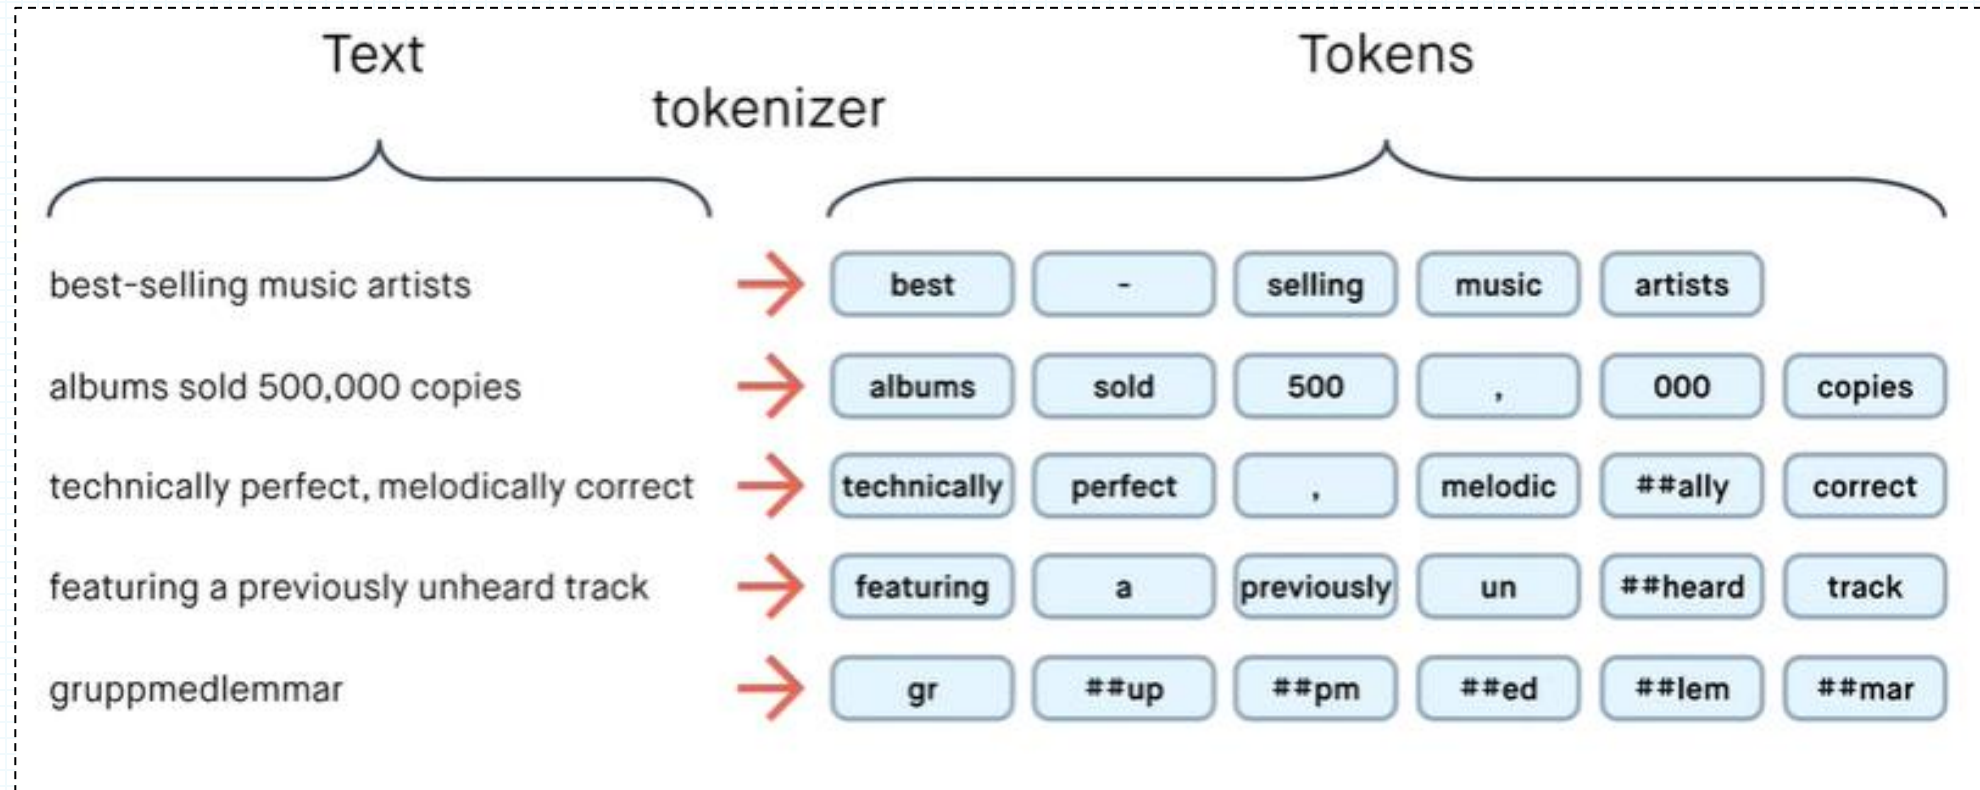 Text
Tokens
tokenizer
best-selling music artists → best - selling music artists
albums sold 500,000 copies → albums sold 500 , 000 copies
technically perfect, melodically correct → technically perfect , melodic ##ally correct
featuring a previously unheard track → featuring a previously un ##heard track
gruppmedlemmar → gr ##up ##pm ##ed ##lem ##mar